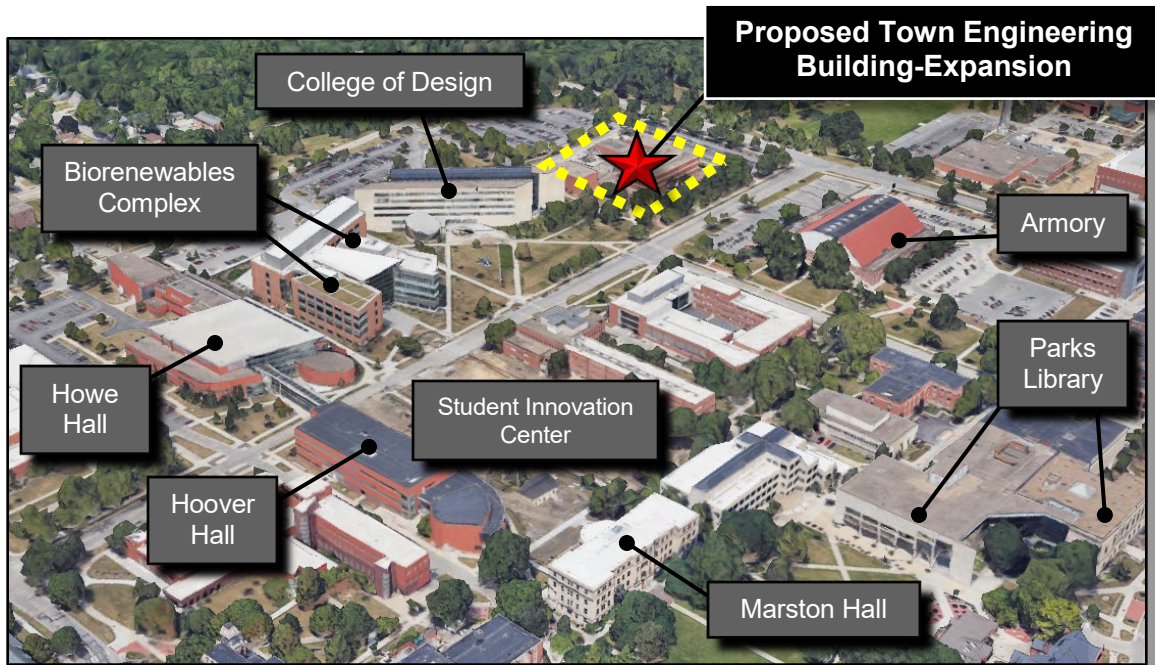 Proposed Town Engineering
Building-Expansion
College of Design
Biorenewables
Complex
Armory
Parks
Library
Howe
Hall
Student Innovation
Center
Hoover
Hall
Marston Hall